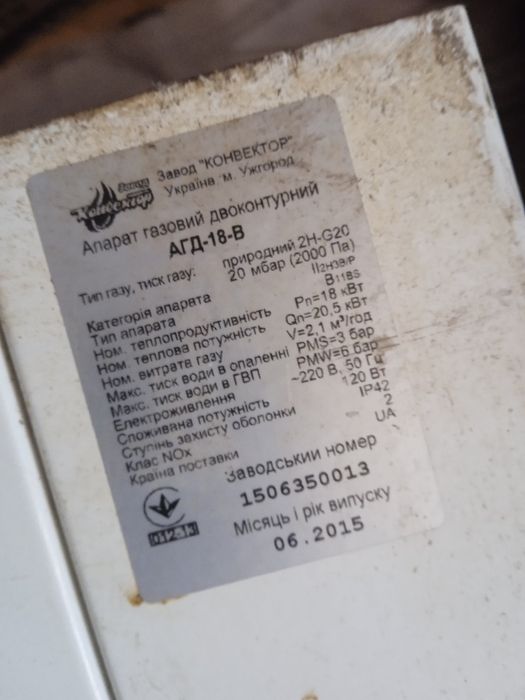 Завод
Конвектор
Завод "КОНВЕКТОР"
Україна м. Ужгород
Апарат газовий двоконтурний
АГД-18-В
Тип газу, тиск газу: природний 2H-G20
20 мбар (2000 Па)
Категорія апарата II2H3B/P
Тип апарата B11BS
Ном. теплопродуктивність Pn=18 кВт
Ном. теплова потужність Qn=20,5 кВт
Ном. витрата газу V=2,1 м³/год
Макс. тиск води в опаленні PMS=3 бар
Макс. тиск води в ГВП PMW=6 бар
Електроживлення ~220 В, 50 Гц
Споживана потужність 120 Вт
Ступінь захисту оболонки IP42
Клас NOx 2
Країна поставки UA
Заводський номер
1506350013
Місяць і рік випуску
06.2015